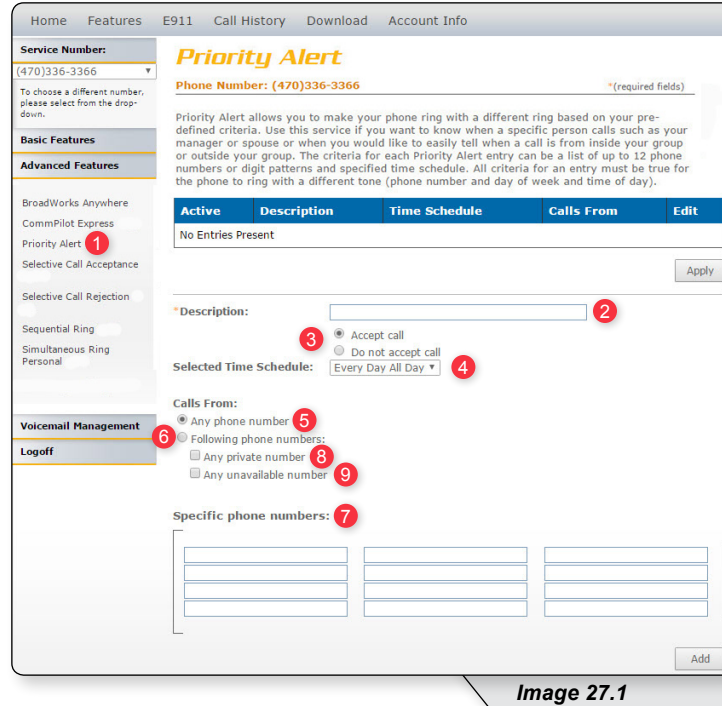 Home Features E911 Call History Download Account Info
Service Number:
(470)336-3366
To choose a different number,
please select from the drop-
down.
Basic Features
Advanced Features
BroadWorks Anywhere
CommPilot Express
Priority Alert 1
Selective Call Acceptance
Selective Call Rejection
Sequential Ring
Simultaneous Ring
Personal
Voicemail Management
Logoff
Priority Alert
Phone Number: (470)336-3366 *(required fields)
Priority Alert allows you to make your phone ring with a different ring based on your pre-
defined criteria. Use this service if you want to know when a specific person calls such as your
manager or spouse or when you would like to easily tell when a call is from inside your group
or outside your group. The criteria for each Priority Alert entry can be a list of up to 12 phone
numbers or digit patterns and specified time schedule. All criteria for an entry must be true for
the phone to ring with a different tone (phone number and day of week and time of day).
Active Description Time Schedule Calls From Edit
No Entries Present
Apply
*Description: 2
3 Accept call
Do not accept call
Selected Time Schedule: Every Day All Day 4
Calls From:
Any phone number 5
6 Following phone numbers:
Any private number 8
Any unavailable number 9
Specific phone numbers: 7
Add
Image 27.1